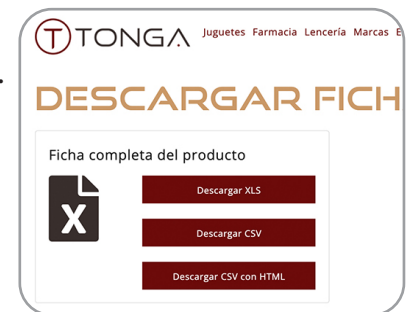 TONGA
Juguetes Farmacia Lencería Marcas E
DESCARGAR FICH
Ficha completa del producto
X
Descargar XLS
Descargar CSV
Descargar CSV con HTML